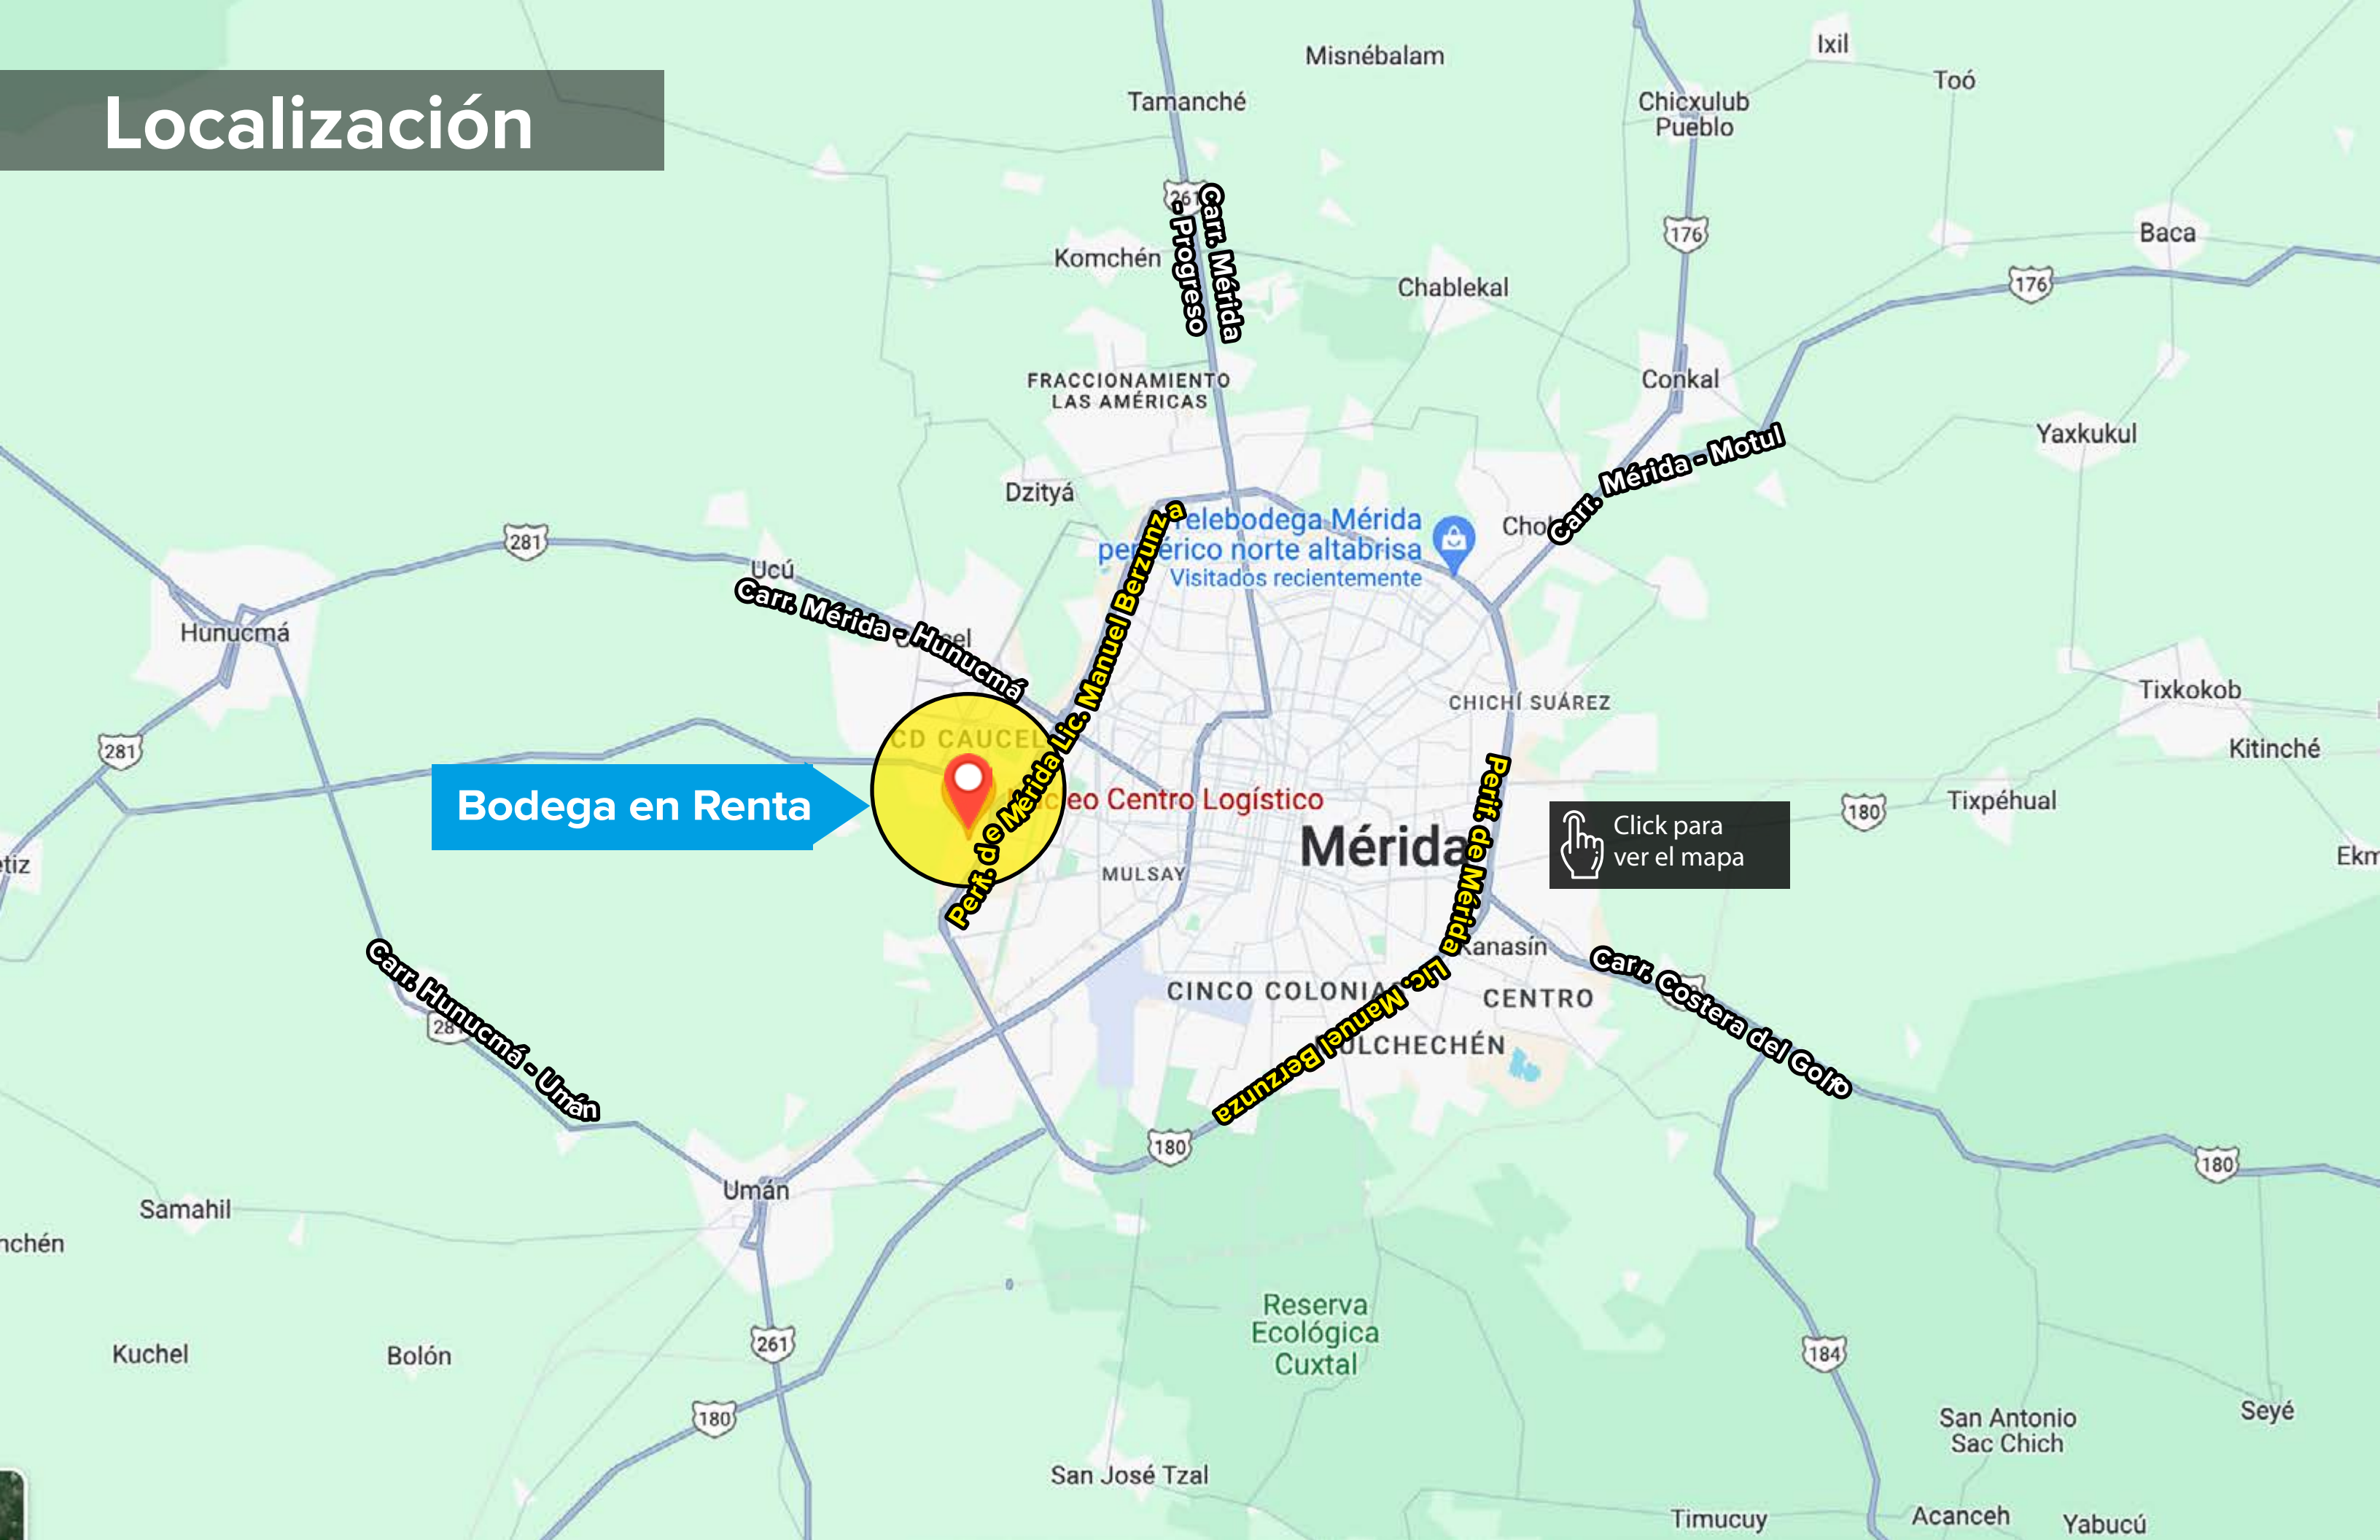 Localización
Misnébalam
Ixil
Toó
Tamanché
Chicxulub
Pueblo
261
Carr. Mérida
- Progreso
176
Baca
Komchén
Chablekal
176
FRACCIONAMIENTO
LAS AMÉRICAS
Conkal
Yaxkukul
Carr. Mérida - Motul
Dzityá
Telebodega Mérida
periférico norte altabrisa
Visitados recientemente
281
Ucú
Carr. Mérida - Hunucmá
Hunucmá
Perif. de Mérida Lic. Manuel Berzunza
CHICHÍ SUÁREZ
Tixkokob
Kitinché
281
CD CAUCEL
Bodega en Renta
Centro Logístico
Mérida
MULSAY
Perif. de Mérida Lic. Manuel Berzunza
Click para
ver el mapa
180
Tixpéhual
Kanasín
Carr. Costera del Golfo
Carr. Hunucmá - Umán
CINCO COLONIAS
CENTRO
180
180
Umán
Samahil
261
Reserva
Ecológica
Cuxtal
Kuchel
Bolón
184
180
San Antonio
Sac Chich
Seyé
San José Tzal
Timucuy
Acanceh
Yabucú